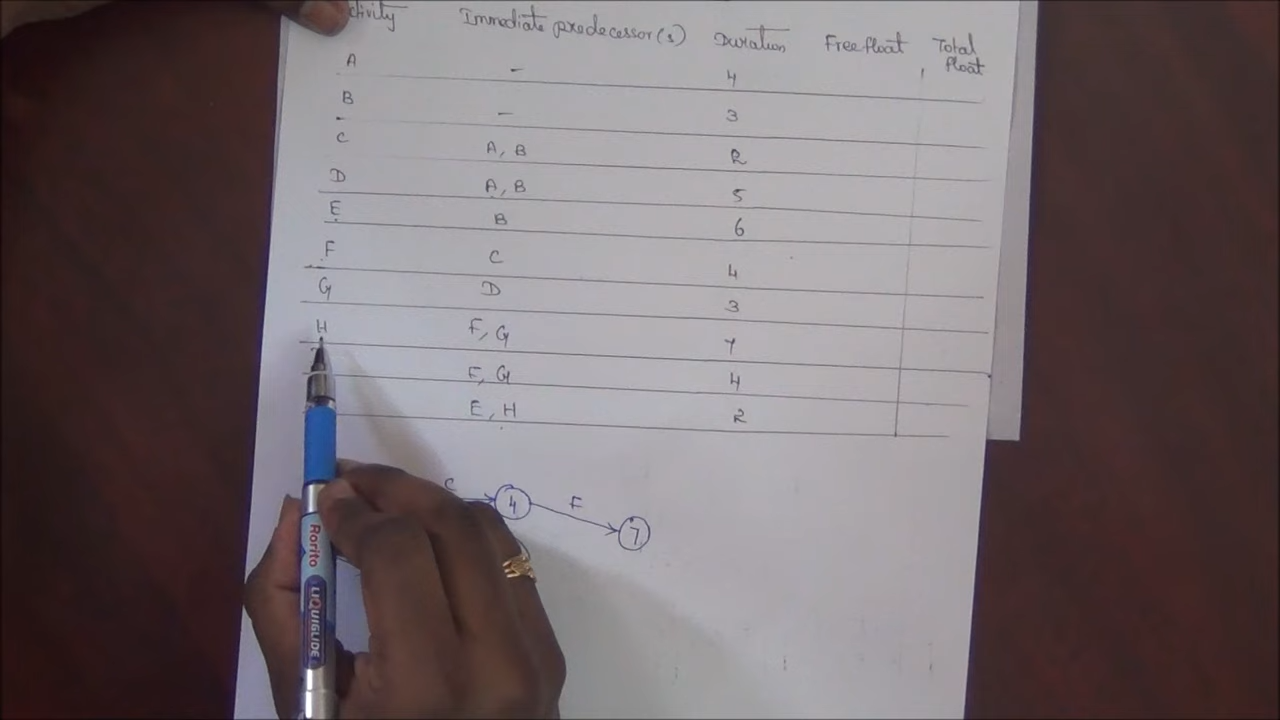 ctivity Immediate predecessor(s) Duration Free float Total float
A - 4
B - 3
C A, B 2
D A, B 5
E B 6
F C 4
G D 3
H F, G 7
F, G 4
E, H 2
C 4 F 7
Rorito LIQUIGLIDE